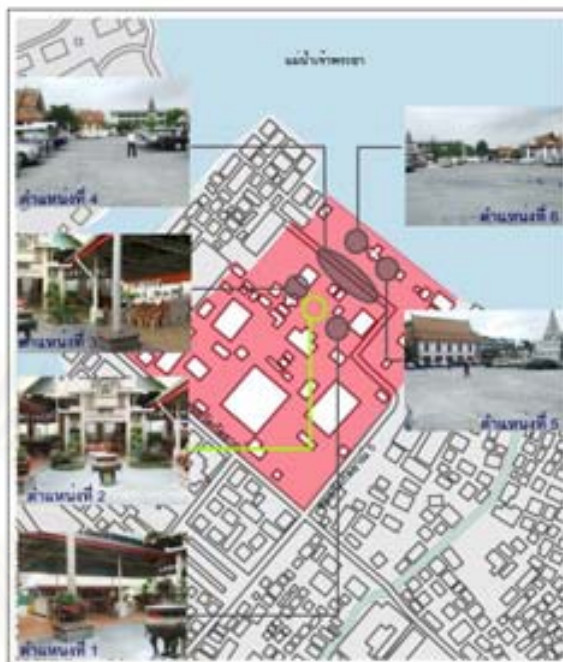 แม่น้ำเจ้าพระยา
ตำแหน่งที่ 4
ตำแหน่งที่ 6
ตำแหน่งที่ 3
ตำแหน่งที่ 5
ตำแหน่งที่ 2
ตำแหน่งที่ 1